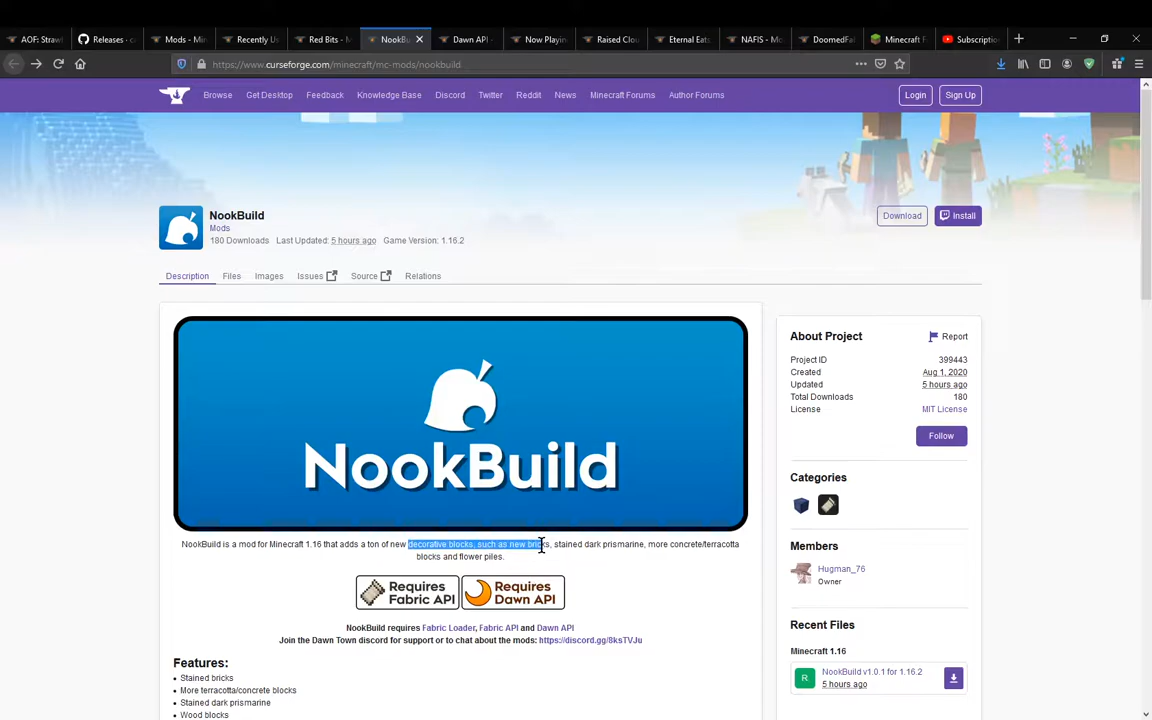 AOF: Straw
Releases ·
Mods - Min
Recently Us
Red Bits - M
NookBu
Dawn API -
Now Playin
Raised Clou
Eternal Eats
NAFIS - Mo
DoomedFal
Minecraft F
Subscriptio
https://www.curseforge.com/minecraft/mc-mods/nookbuild
Browse Get Desktop Feedback Knowledge Base Discord Twitter Reddit News Minecraft Forums Author Forums Login Sign Up
NookBuild
Mods
180 Downloads Last Updated: 5 hours ago Game Version: 1.16.2
Download Install
Description Files Images Issues Source Relations
NookBuild
NookBuild is a mod for Minecraft 1.16 that adds a ton of new decorative blocks, such as new bricks, stained dark prismarine, more concrete/terracotta
blocks and flower piles.
Requires
Fabric API
Requires
Dawn API
NookBuild requires Fabric Loader, Fabric API and Dawn API
Join the Dawn Town discord for support or to chat about the mods: https://discord.gg/8ksTVJu
Features:
• Stained bricks
• More terracotta/concrete blocks
• Stained dark prismarine
• Wood blocks
About Project Report
Project ID 399443
Created Aug 1, 2020
Updated 5 hours ago
Total Downloads 180
License MIT License
Follow
Categories
Members
Hugman_76
Owner
Recent Files
Minecraft 1.16
R NookBuild v1.0.1 for 1.16.2
5 hours ago